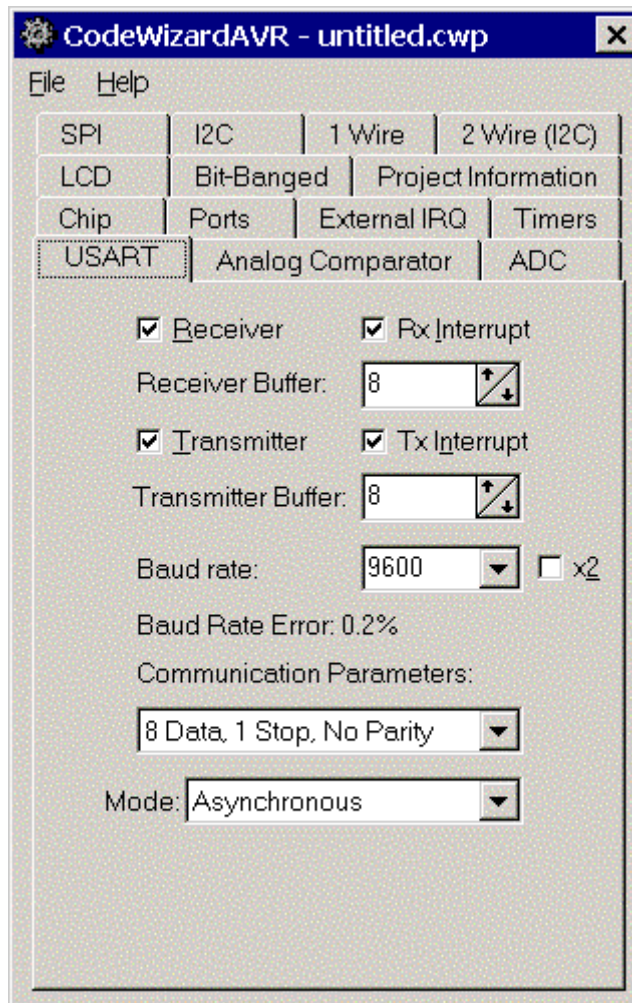 CodeWizardAVR - untitled.cwp
File Help
SPI I2C 1 Wire 2 Wire (I2C)
LCD Bit-Banged Project Information
Chip Ports External IRQ Timers
USART Analog Comparator ADC
Receiver Rx Interrupt
Receiver Buffer: 8
Transmitter Tx Interrupt
Transmitter Buffer: 8
Baud rate: 9600 x2
Baud Rate Error: 0.2%
Communication Parameters:
8 Data, 1 Stop, No Parity
Mode: Asynchronous